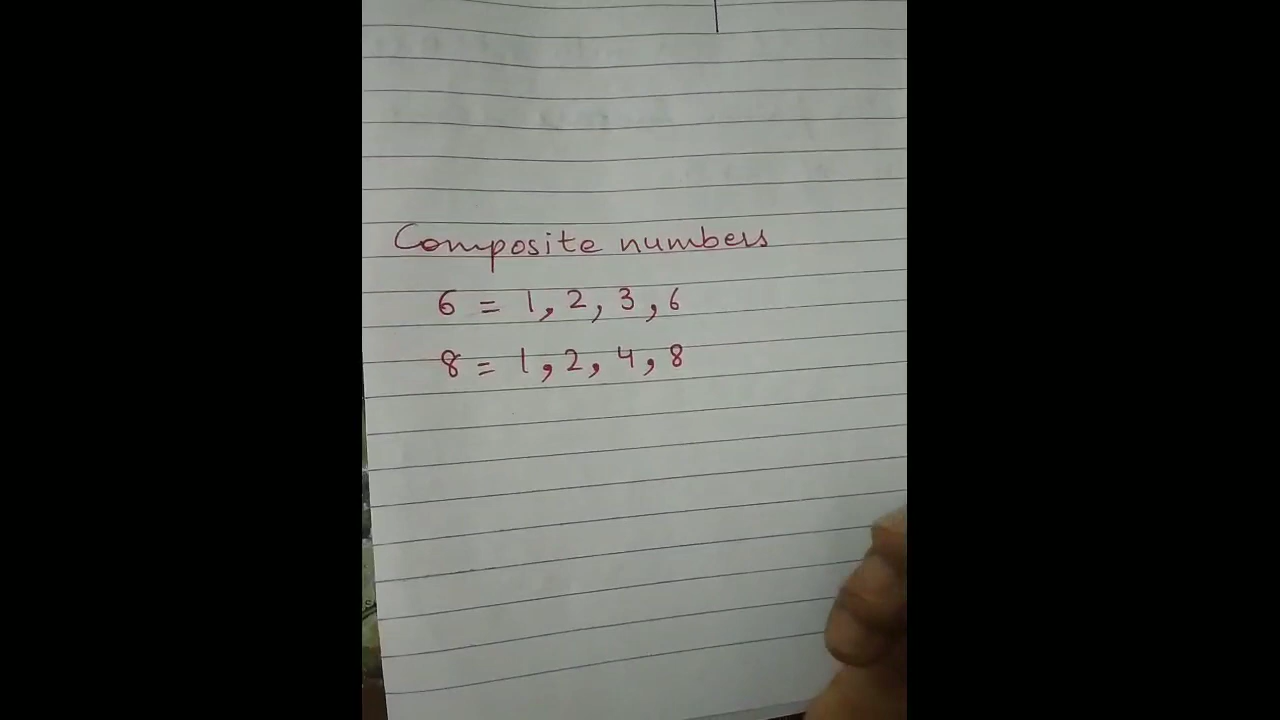 Composite numbers
6 = 1, 2, 3, 6
8 = 1, 2, 4, 8